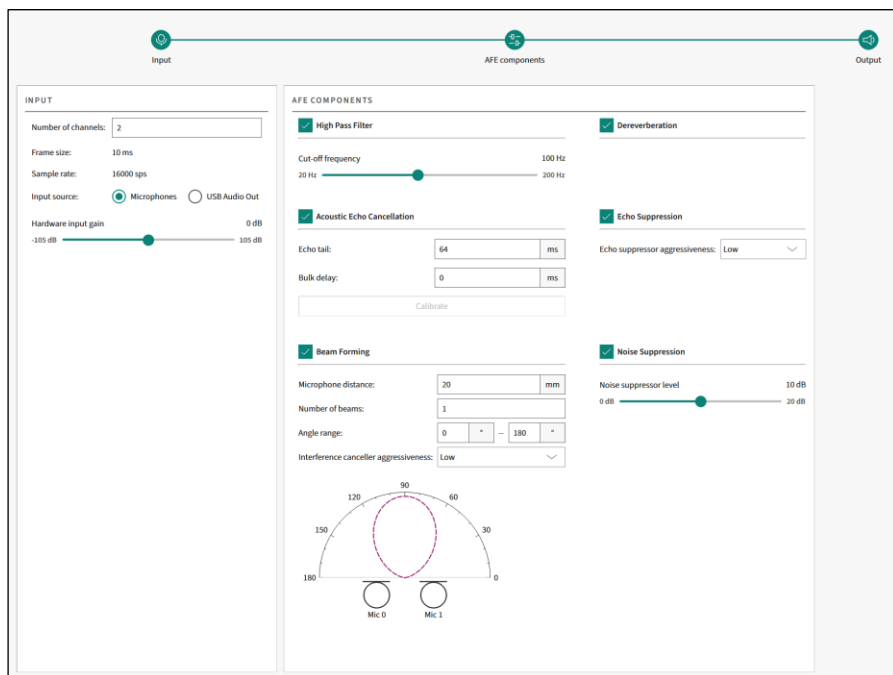 Input
AFE components
Output
INPUT
Number of channels: 2
Frame size: 10 ms
Sample rate: 16000 sps
Input source: Microphones USB Audio Out
Hardware input gain 0 dB
-105 dB 105 dB
AFE COMPONENTS
High Pass Filter
Cut-off frequency 100 Hz
20 Hz 200 Hz
Dereverberation
Acoustic Echo Cancellation
Echo tail: 64 ms
Bulk delay: 0 ms
Calibrate
Echo Suppression
Echo suppressor aggressiveness: Low
Beam Forming
Microphone distance: 20 mm
Number of beams: 1
Angle range: 0 ° – 180 °
Interference canceller aggressiveness: Low
Noise Suppression
Noise suppressor level 10 dB
0 dB 20 dB
90
120 60
150 30
180 0
Mic 0 Mic 1